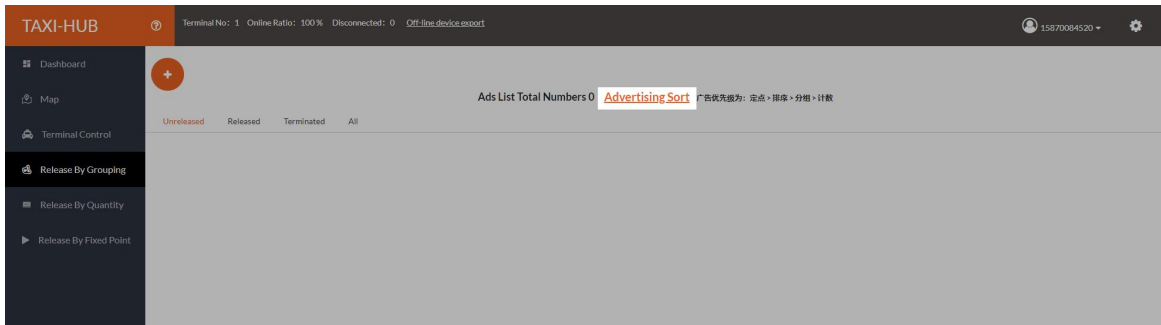 TAXI-HUB
Terminal No: 1 Online Ratio: 100% Disconnected: 0 Off-line device export
15870084520
Dashboard
Map
Terminal Control
Release By Grouping
Release By Quantity
Release By Fixed Point
Ads List Total Numbers 0 Advertising Sort 广告优先级为：定点>排序>分组>计数
Unreleased Released Terminated All